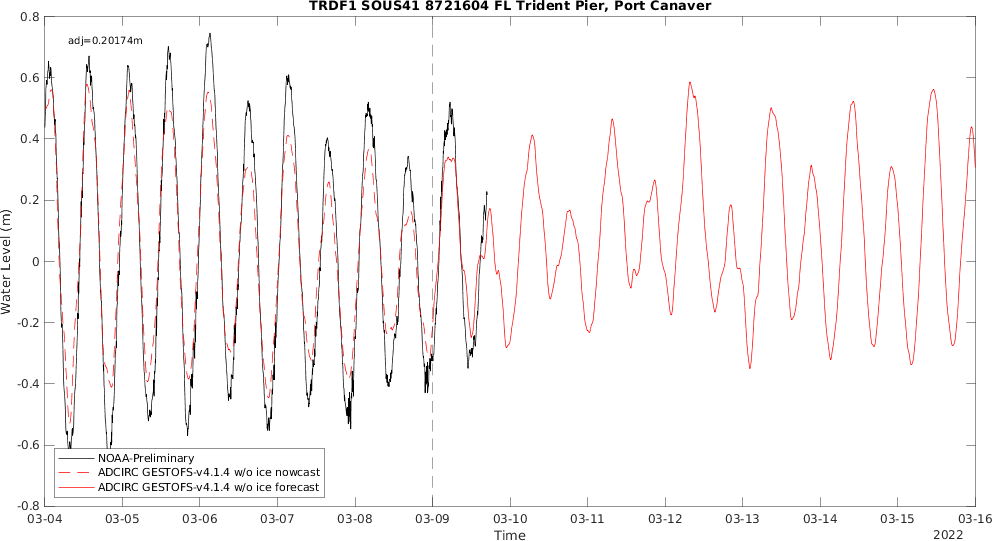 TRDF1 SOUS41 8721604 FL Trident Pier, Port Canaver
adj=0.20174m
0.8
0.6
0.4
0.2
0
-0.2
-0.4
-0.6
-0.8
Water Level (m)
NOAA-Preliminary
ADCIRC GESTOFS-v4.1.4 w/o ice nowcast
ADCIRC GESTOFS-v4.1.4 w/o ice forecast
03-04 03-05 03-06 03-07 03-08 03-09 03-10 03-11 03-12 03-13 03-14 03-15 03-16
Time
2022